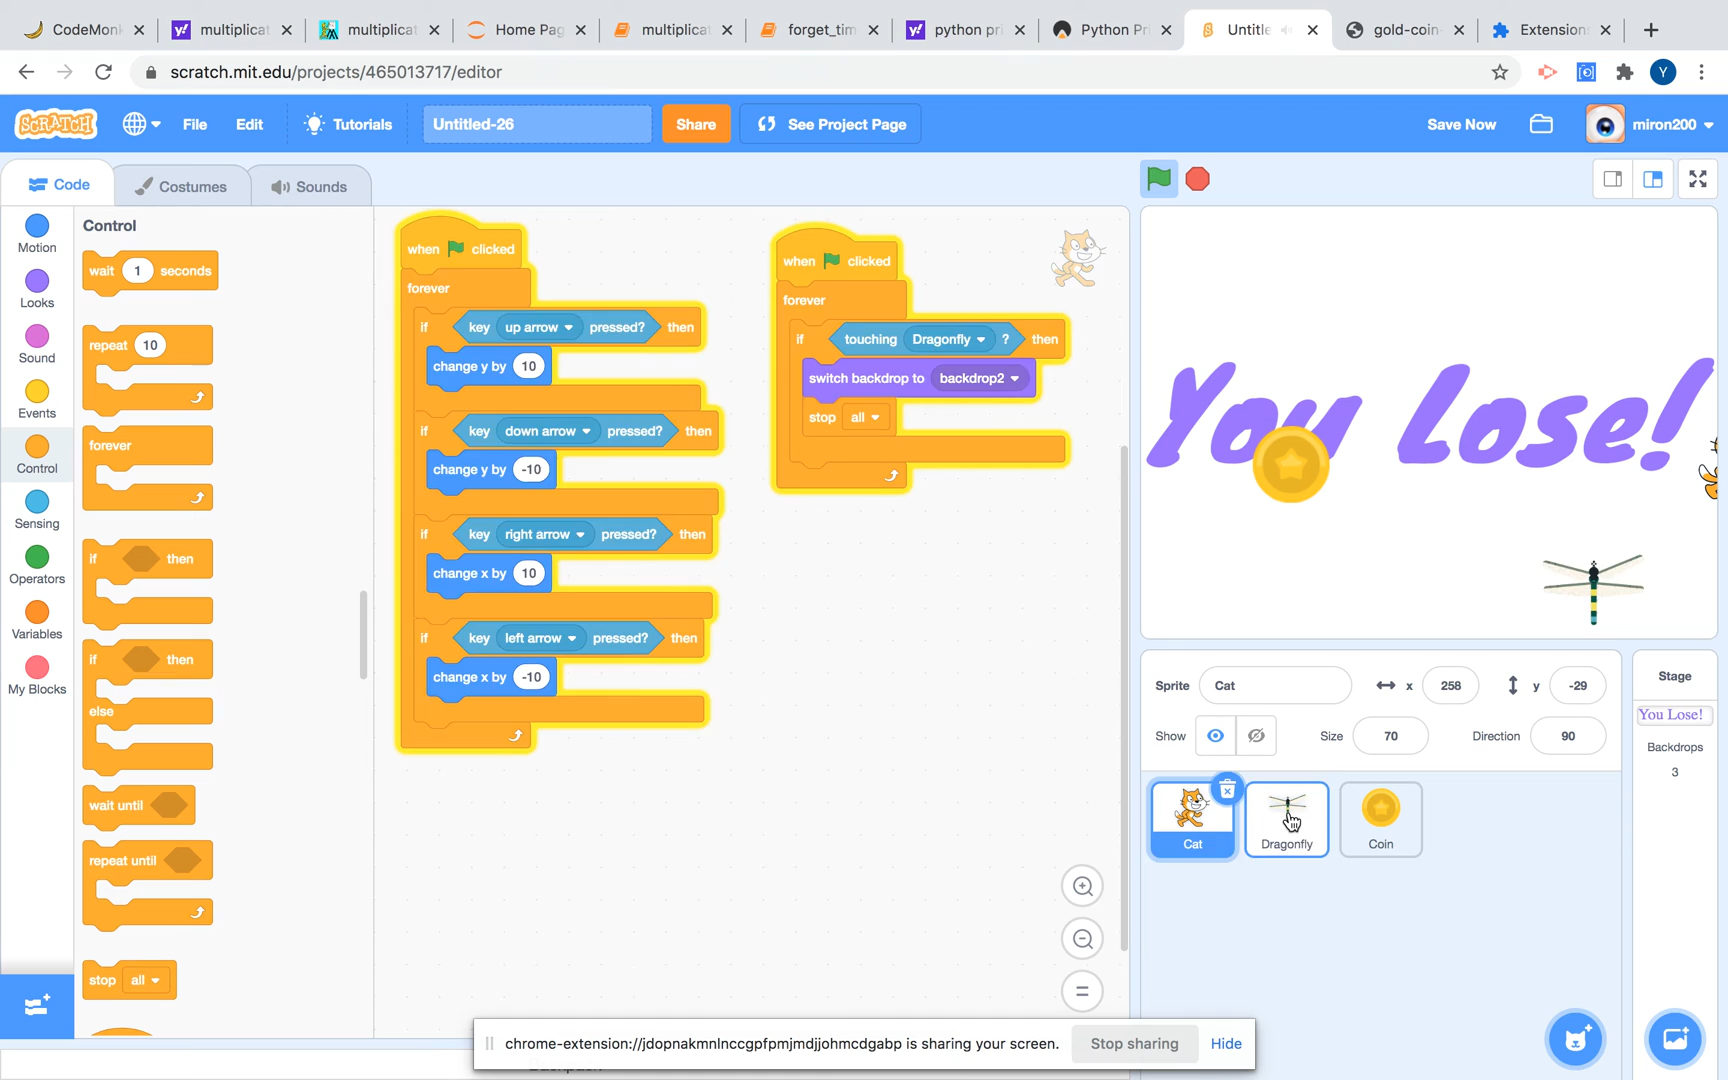 CodeMonk
multiplicat
multiplicat
Home Pag
multiplica
forget_tim
python pri
Python Pri
Untitle
gold-coin-
Extension
scratch.mit.edu/projects/465013717/editor
Y
SCRATCH
File
Edit
Tutorials
Untitled-26
Share
See Project Page
Save Now
miron200
Code
Costumes
Sounds
Motion
Looks
Sound
Events
Control
Sensing
Operators
Variables
My Blocks
Control
wait 1 seconds
repeat 10
forever
if then
if then
else
wait until
repeat until
stop all
when clicked
forever
if key up arrow pressed? then
change y by 10
if key down arrow pressed? then
change y by -10
if key right arrow pressed? then
change x by 10
if key left arrow pressed? then
change x by -10
when clicked
forever
if touching Dragonfly ? then
switch backdrop to backdrop2
stop all
You Lose!
Sprite Cat x 258 y -29
Show Size 70 Direction 90
Cat
Dragonfly
Coin
Stage
You Lose!
Backdrops
3
chrome-extension://jdopnakmnlnccgpfpmjmdjjohmcdgabp is sharing your screen.
Stop sharing
Hide